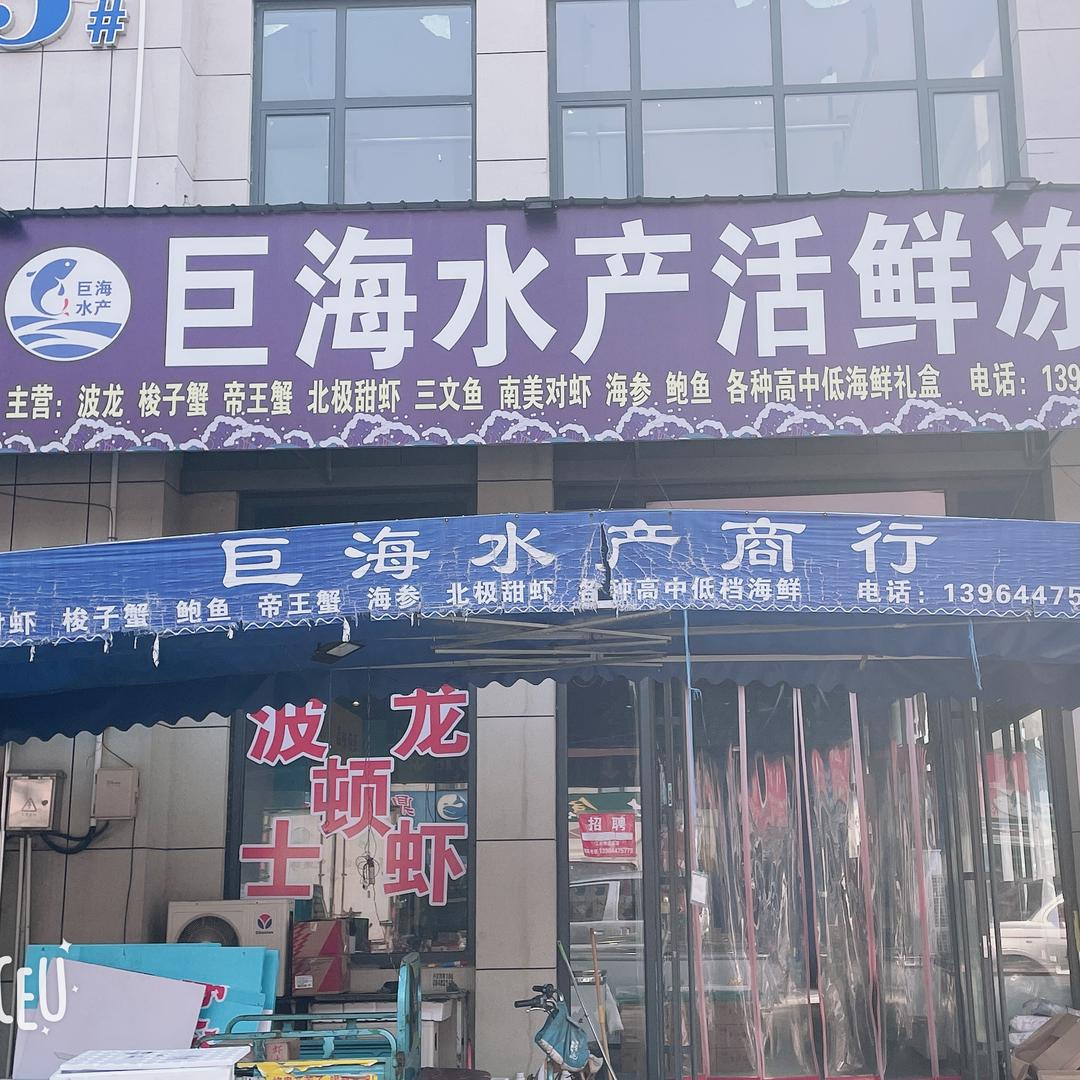 5#
巨海
水产
巨海水产活鲜冻
主营：波龙 梭子蟹 帝王蟹 北极甜虾 三文鱼 南美对虾 海参 鲍鱼 各种高中低海鲜礼盒 电话：139
巨海水产商行
虾 梭子蟹 鲍鱼 帝王蟹 海参 北极甜虾 各种高中低档海鲜 电话：13964475
波龙
顿
士虾
招聘
CEU